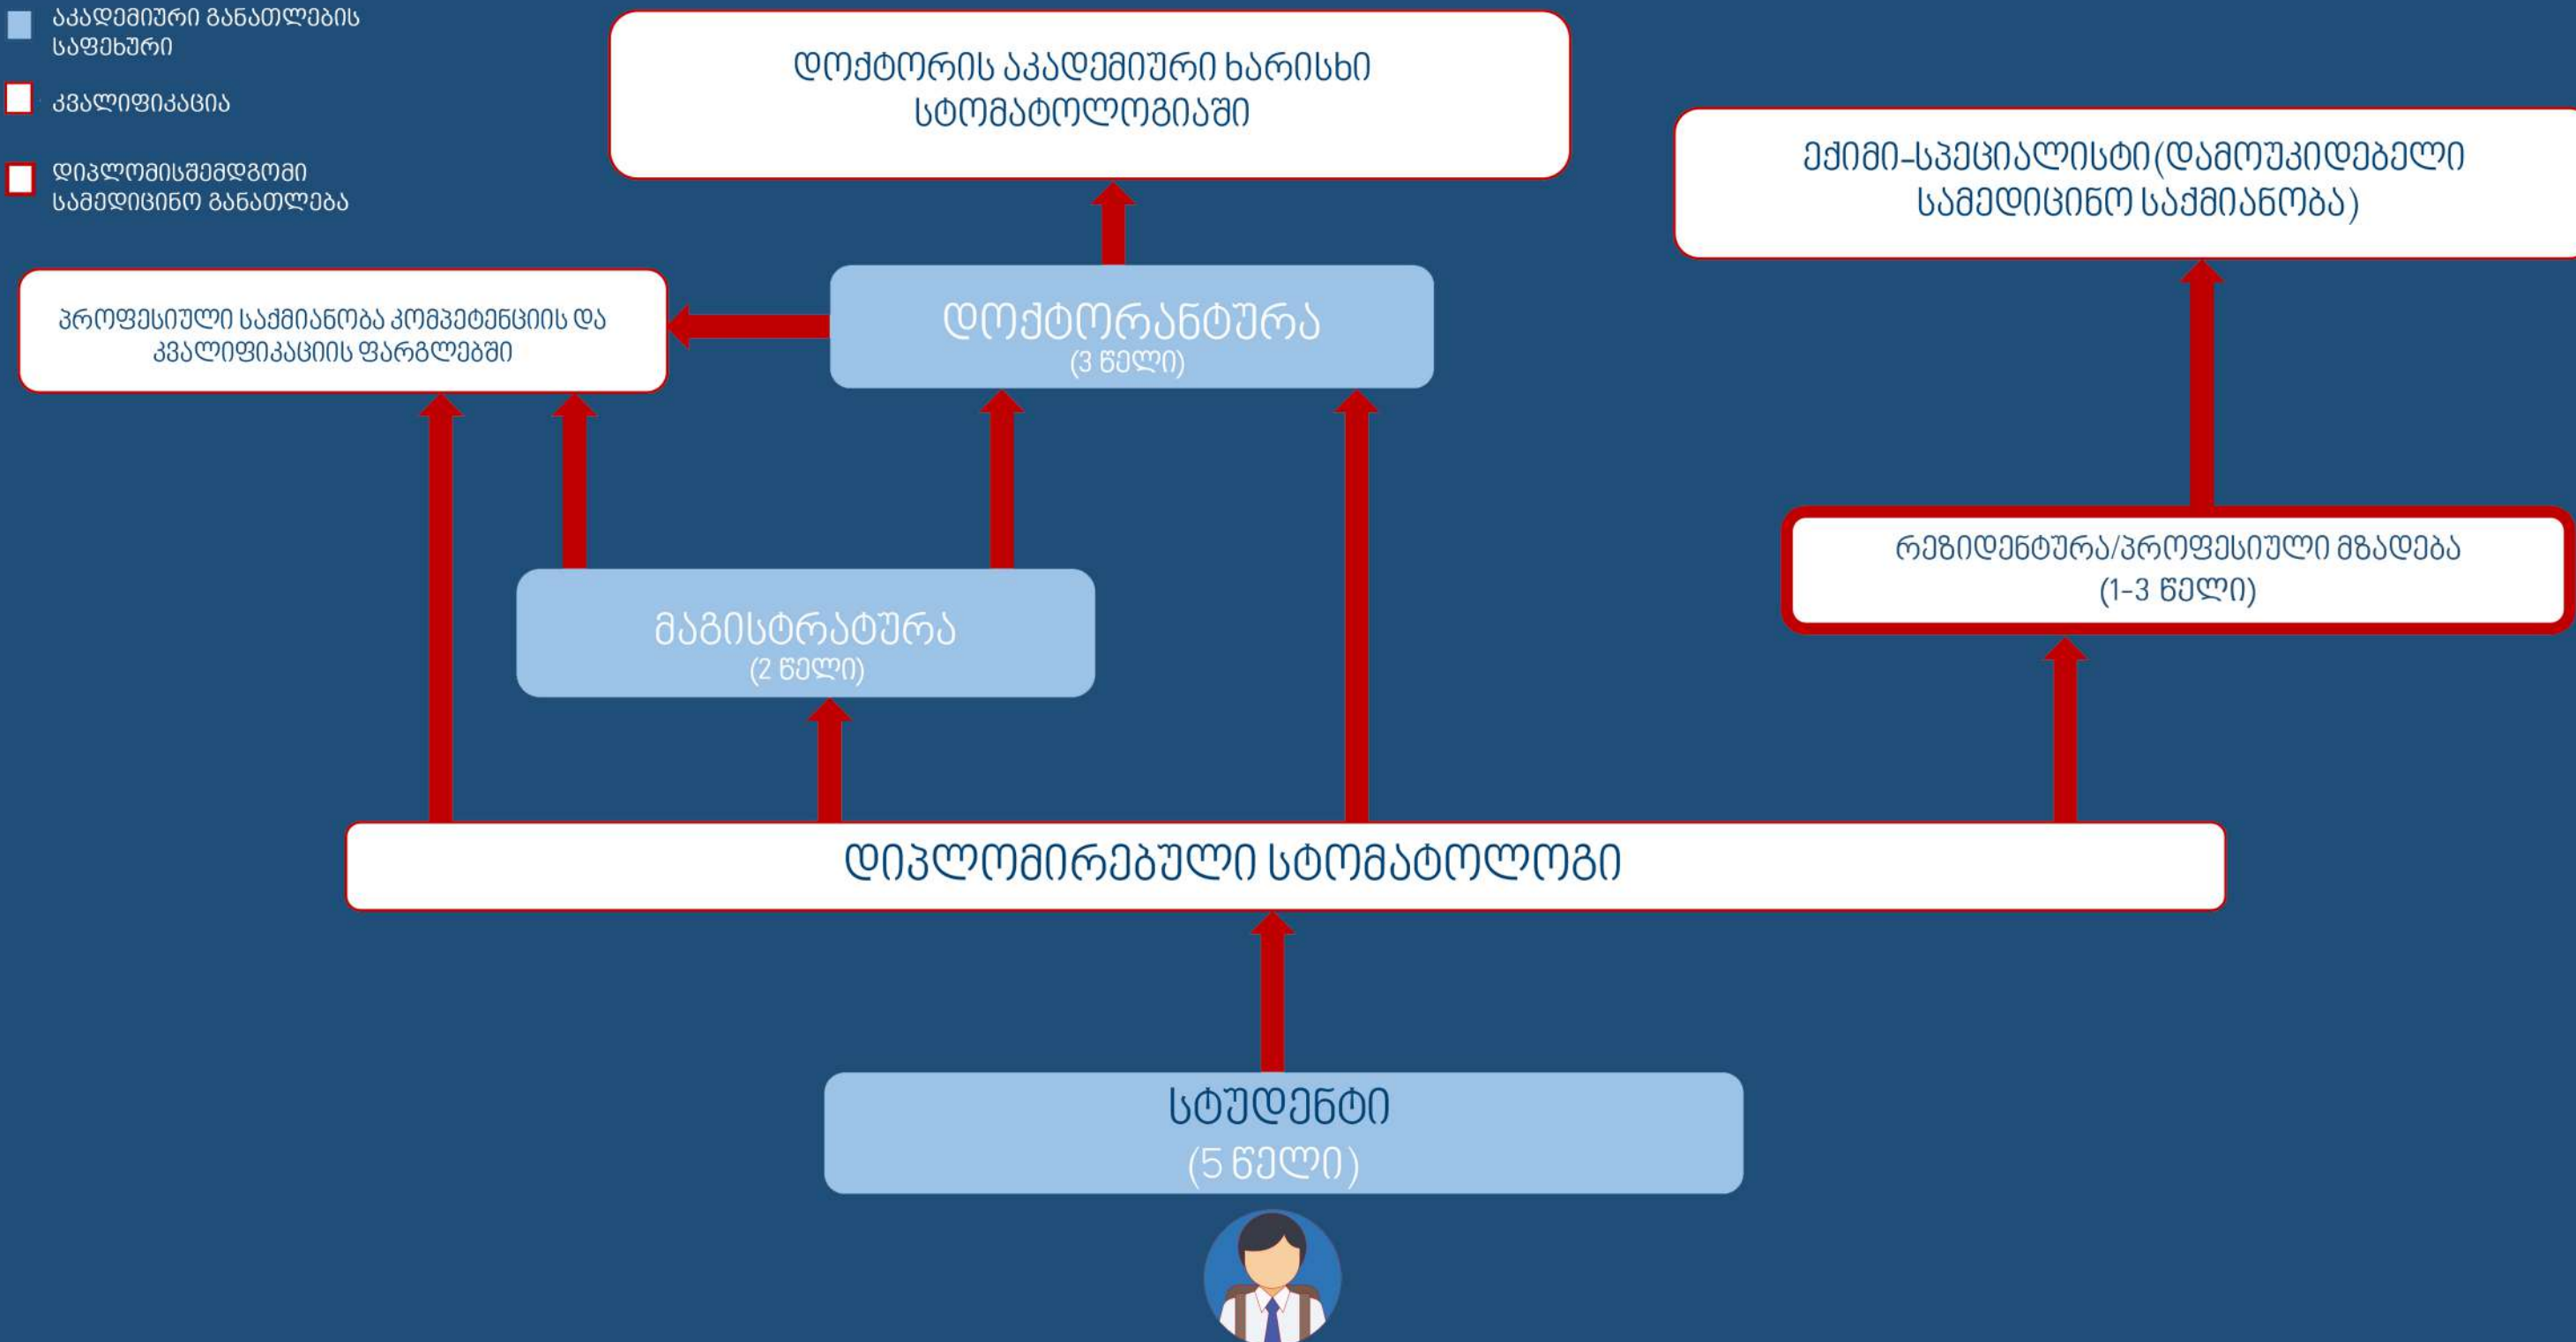 აკადემიური განათლების
საფეხური
კვალიფიკაცია
დიპლომისშემდგომი
სამედიცინო განათლება
დოქტორის აკადემიური ხარისხი
სტომატოლოგიაში
ექიმი-სპეციალისტი(დამოუკიდებელი
სამედიცინო საქმიანობა)
პროფესიული საქმიანობა კომპეტენციის და
კვალიფიკაციის ფარგლებში
დოქტორანტურა
(3 წელი)
რეზიდენტურა/პროფესიული მზადება
(1-3 წელი)
მაგისტრატურა
(2 წელი)
დიპლომირებული სტომატოლოგი
სტუდენტი
(5 წელი)